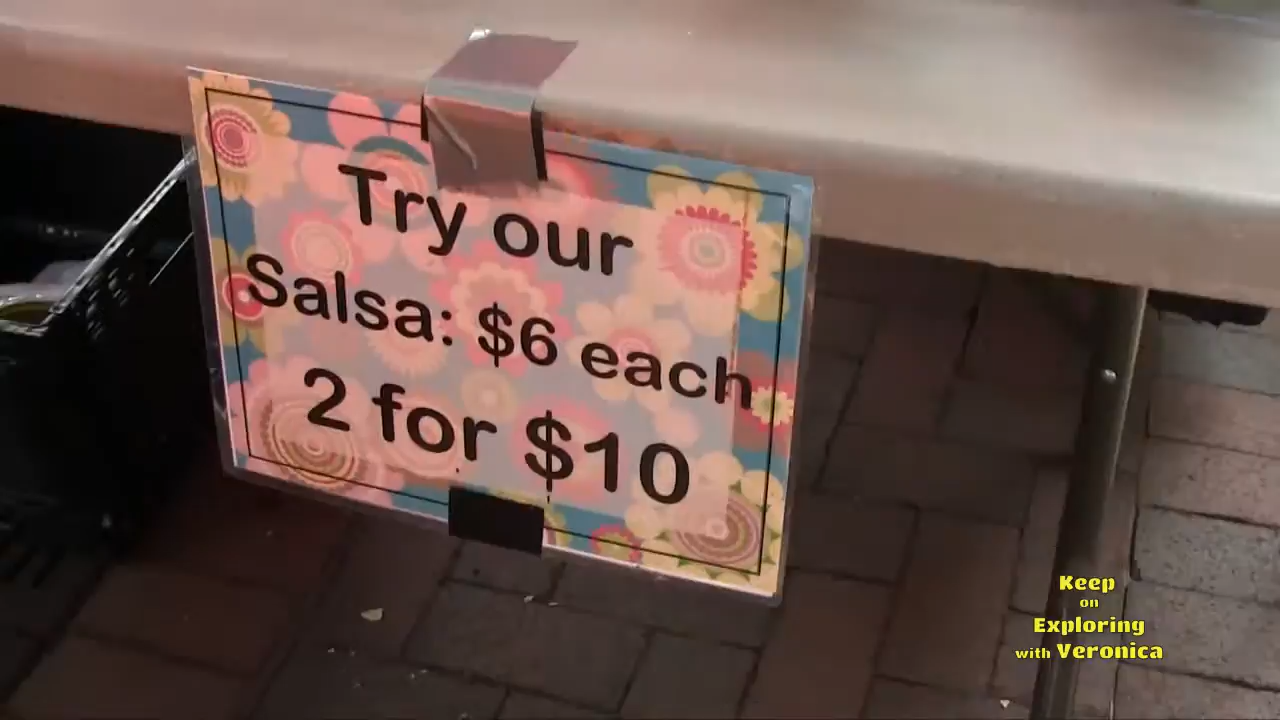 Try our
Salsa: $6 each
2 for $10
Keep
on
Exploring
with Veronica